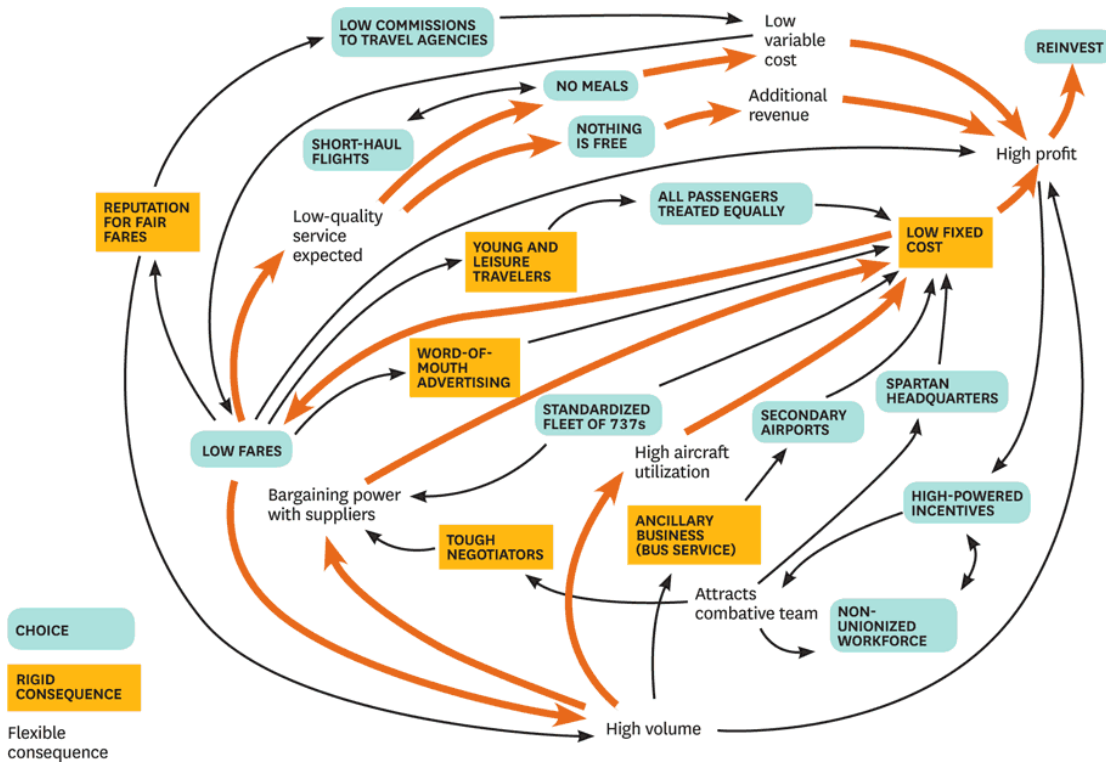 LOW COMMISSIONS
TO TRAVEL AGENCIES
Low
variable
cost
REINVEST
NO MEALS
Additional
revenue
SHORT-HAUL
FLIGHTS
NOTHING
IS FREE
High profit
REPUTATION
FOR FAIR
FARES
Low-quality
service
expected
ALL PASSENGERS
TREATED EQUALLY
YOUNG AND
LEISURE
TRAVELERS
LOW FIXED
COST
WORD-OF-
MOUTH
ADVERTISING
SPARTAN
HEADQUARTERS
STANDARDIZED
FLEET OF 737s
SECONDARY
AIRPORTS
LOW FARES
High aircraft
utilization
Bargaining power
with suppliers
HIGH-POWERED
INCENTIVES
TOUGH
NEGOTIATORS
ANCILLARY
BUSINESS
(BUS SERVICE)
Attracts
combative team
NON-
UNIONIZED
WORKFORCE
High volume
CHOICE
RIGID
CONSEQUENCE
Flexible
consequence